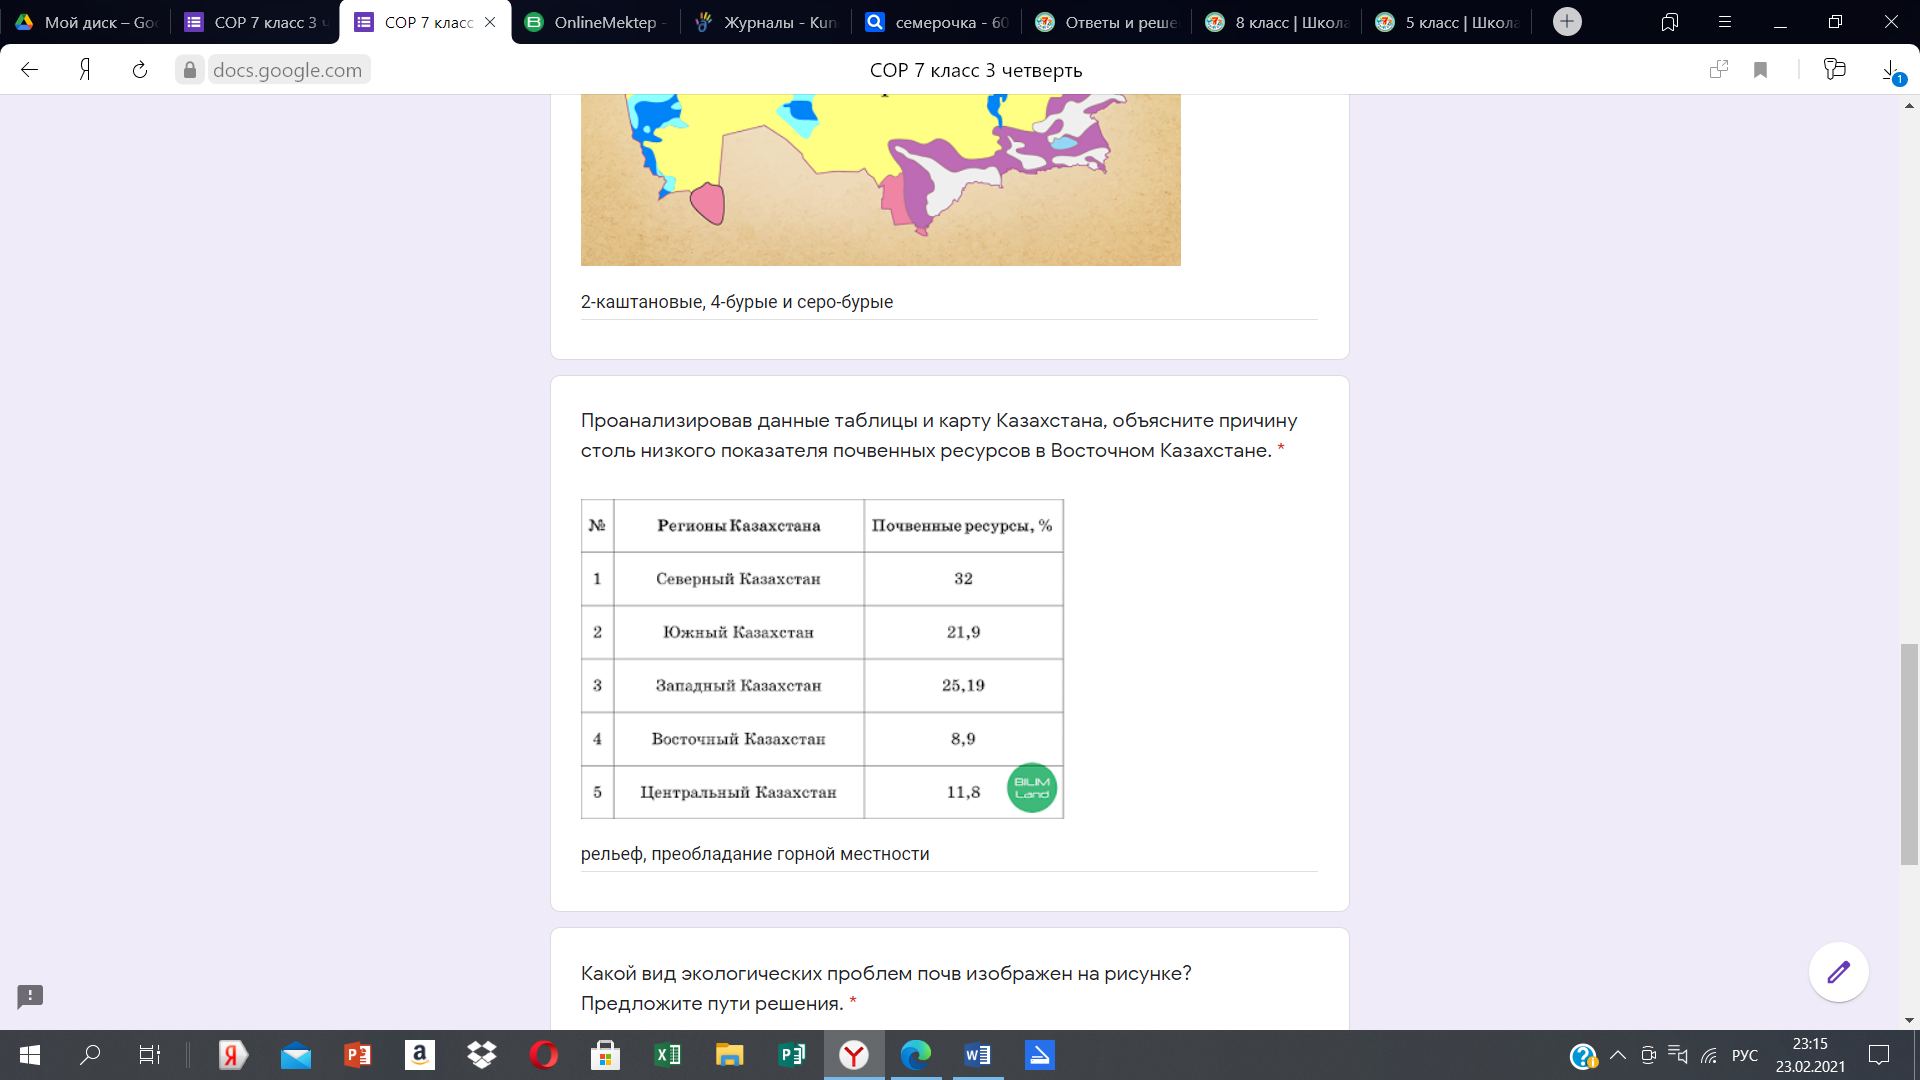 Мой диск – Goo
СОР 7 класс 3 ч
СОР 7 класс
OnlineMektep -
Журналы - Kun
семерочка - 60
Ответы и реше
8 класс | Школа
5 класс | Школа
docs.google.com
СОР 7 класс 3 четверть
1
2-каштановые, 4-бурые и серо-бурые
Проанализировав данные таблицы и карту Казахстана, объясните причину
столь низкого показателя почвенных ресурсов в Восточном Казахстане. *
№ Регионы Казахстана Почвенные ресурсы, %
1 Северный Казахстан 32
2 Южный Казахстан 21,9
3 Западный Казахстан 25,19
4 Восточный Казахстан 8,9
5 Центральный Казахстан 11,8
BILIM
Land
рельеф, преобладание горной местности
Какой вид экологических проблем почв изображен на рисунке?
Предложите пути решения. *
РУС
23:15
23.02.2021